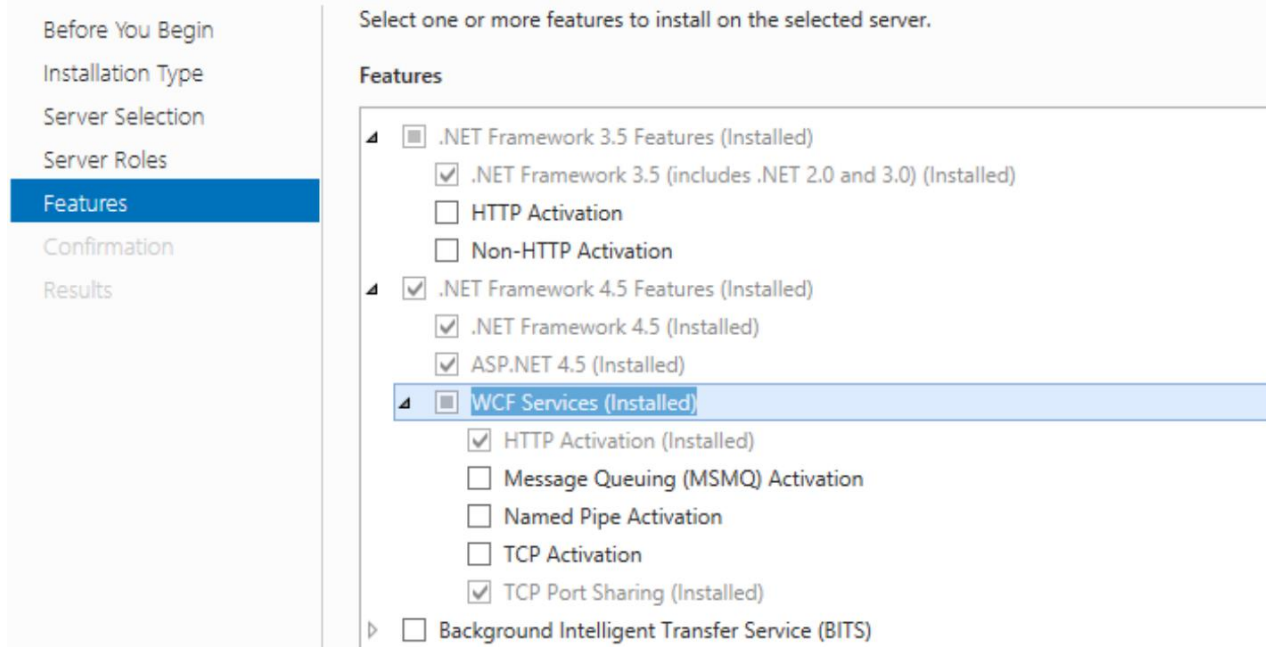 Before You Begin
Installation Type
Server Selection
Server Roles
Features
Confirmation
Results
Select one or more features to install on the selected server.
Features
.NET Framework 3.5 Features (Installed)
.NET Framework 3.5 (includes .NET 2.0 and 3.0) (Installed)
HTTP Activation
Non-HTTP Activation
.NET Framework 4.5 Features (Installed)
.NET Framework 4.5 (Installed)
ASP.NET 4.5 (Installed)
WCF Services (Installed)
HTTP Activation (Installed)
Message Queuing (MSMQ) Activation
Named Pipe Activation
TCP Activation
TCP Port Sharing (Installed)
Background Intelligent Transfer Service (BITS)